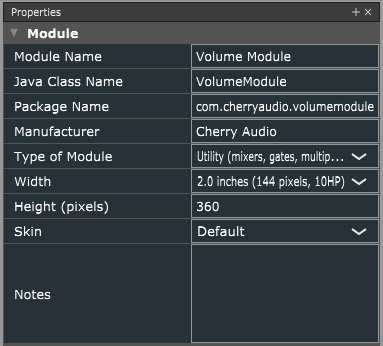 Properties
Module
Module Name Volume Module
Java Class Name VolumeModule
Package Name com.cherryaudio.volumemodule
Manufacturer Cherry Audio
Type of Module Utility (mixers, gates, multip...
Width 2.0 inches (144 pixels, 10HP)
Height (pixels) 360
Skin Default
Notes